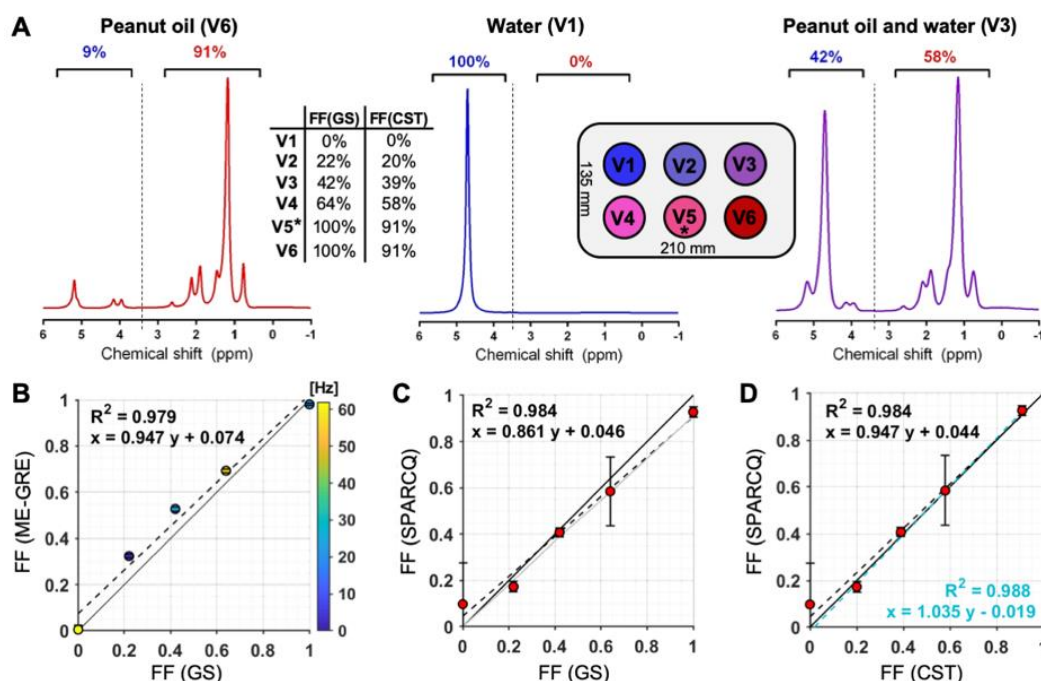 A
Peanut oil (V6)
9%
91%
6 5 4 3 2 1 0 -1
Chemical shift (ppm)
FF(GS) FF(CST)
V1 0% 0%
V2 22% 20%
V3 42% 39%
V4 64% 58%
V5* 100% 91%
V6 100% 91%
Water (V1)
100%
0%
6 5 4 3 2 1 0 -1
Chemical shift (ppm)
V1 V2 V3
V4 V5 V6
*
135 mm
210 mm
Peanut oil and water (V3)
42%
58%
6 5 4 3 2 1 0 -1
Chemical shift (ppm)
B
R² = 0.979
x = 0.947 y + 0.074
FF (ME-GRE)
1
0.8
0.6
0.4
0.2
0
0 0.2 0.4 0.6 0.8 1
FF (GS)
[Hz]
60
50
40
30
20
10
0
C
R² = 0.984
x = 0.861 y + 0.046
FF (SPARCQ)
1
0.8
0.6
0.4
0.2
0
0 0.2 0.4 0.6 0.8 1
FF (GS)
D
R² = 0.984
x = 0.947 y + 0.044
R² = 0.988
x = 1.035 y - 0.019
FF (SPARCQ)
1
0.8
0.6
0.4
0.2
0
0 0.2 0.4 0.6 0.8 1
FF (CST)